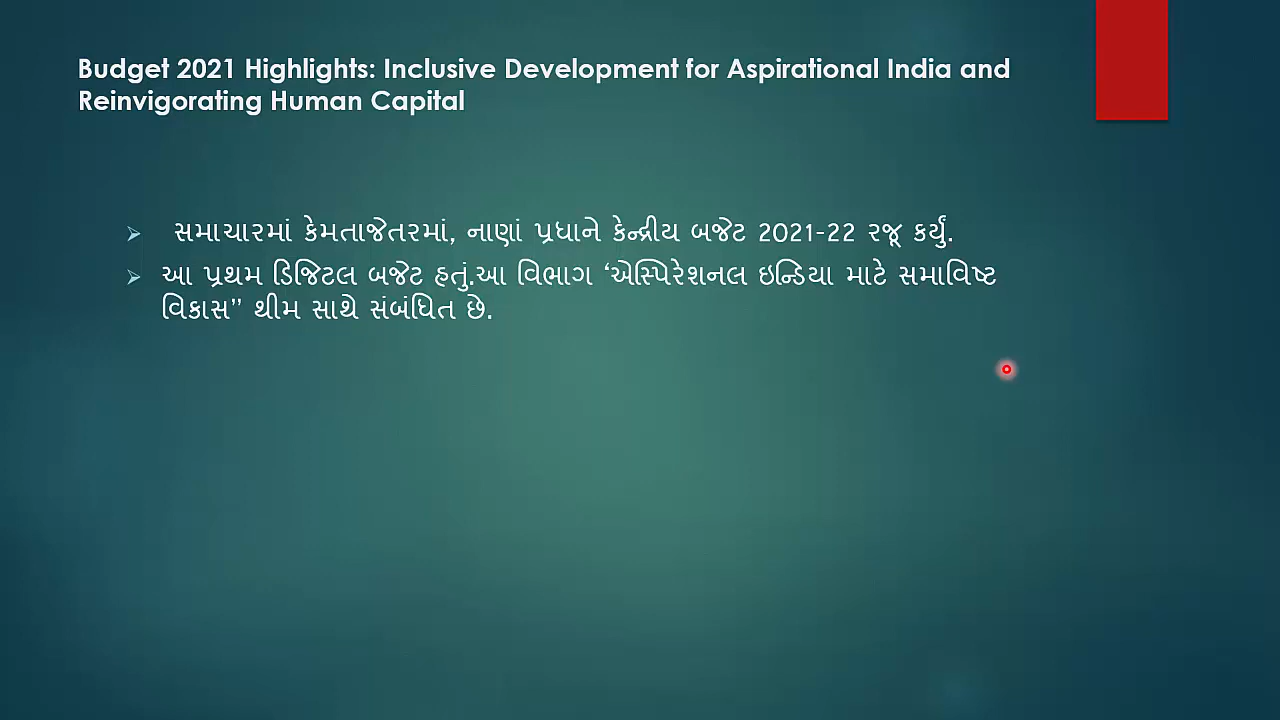 Budget 2021 Highlights: Inclusive Development for Aspirational India and
Reinvigorating Human Capital
સમાચારમાં કેમતાજેતરમાં, નાણાં પ્રધાને કેન્દ્રીય બજેટ 2021-22 રજૂ કર્યું.
આ પ્રથમ ડિજિટલ બજેટ હતું.આ વિભાગ ‘એસ્પિરેશનલ ઇન્ડિયા માટે સમાવિષ્ટ
વિકાસ” થીમ સાથે સંબંધિત છે.